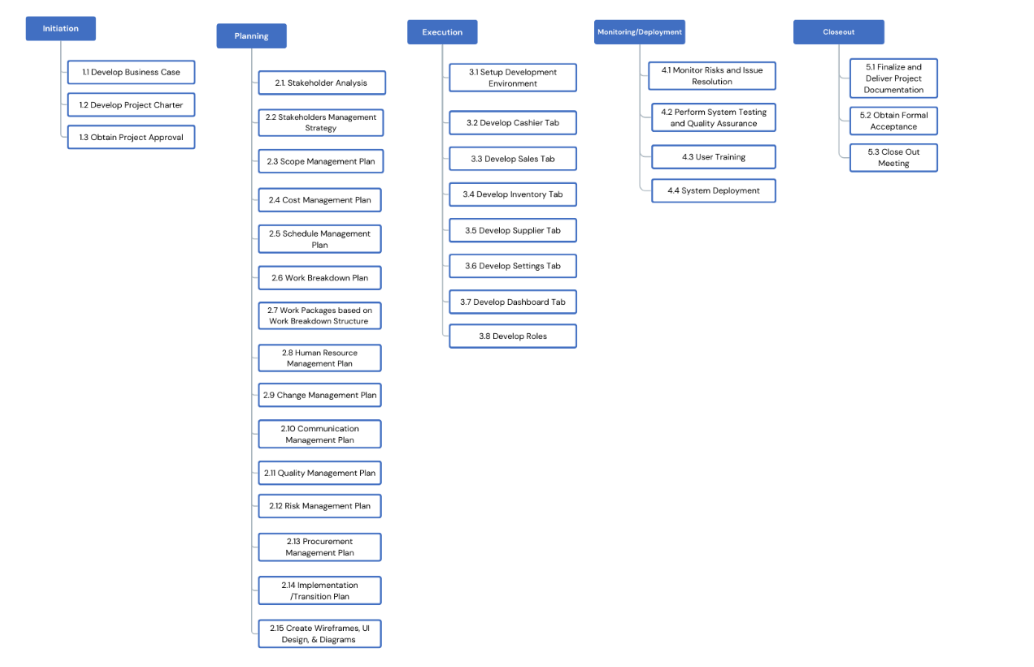 Initiation
1.1 Develop Business Case
1.2 Develop Project Charter
1.3 Obtain Project Approval
Planning
2.1. Stakeholder Analysis
2.2 Stakeholders Management
Strategy
2.3 Scope Management Plan
2.4 Cost Management Plan
2.5 Schedule Management
Plan
2.6 Work Breakdown Plan
2.7 Work Packages based on
Work Breakdown Structure
2.8 Human Resource
Management Plan
2.9 Change Management Plan
2.10 Communication
Management Plan
2.11 Quality Management Plan
2.12 Risk Management Plan
2.13 Procurement
Management Plan
2.14 Implementation
/Transition Plan
2.15 Create Wireframes, UI
Design, & Diagrams
Execution
3.1 Setup Development
Environment
3.2 Develop Cashier Tab
3.3 Develop Sales Tab
3.4 Develop Inventory Tab
3.5 Develop Supplier Tab
3.6 Develop Settings Tab
3.7 Develop Dashboard Tab
3.8 Develop Roles
Monitoring/Deployment
4.1 Monitor Risks and Issue
Resolution
4.2 Perform System Testing
and Quality Assurance
4.3 User Training
4.4 System Deployment
Closeout
5.1 Finalize and
Deliver Project
Documentation
5.2 Obtain Formal
Acceptance
5.3 Close Out
Meeting